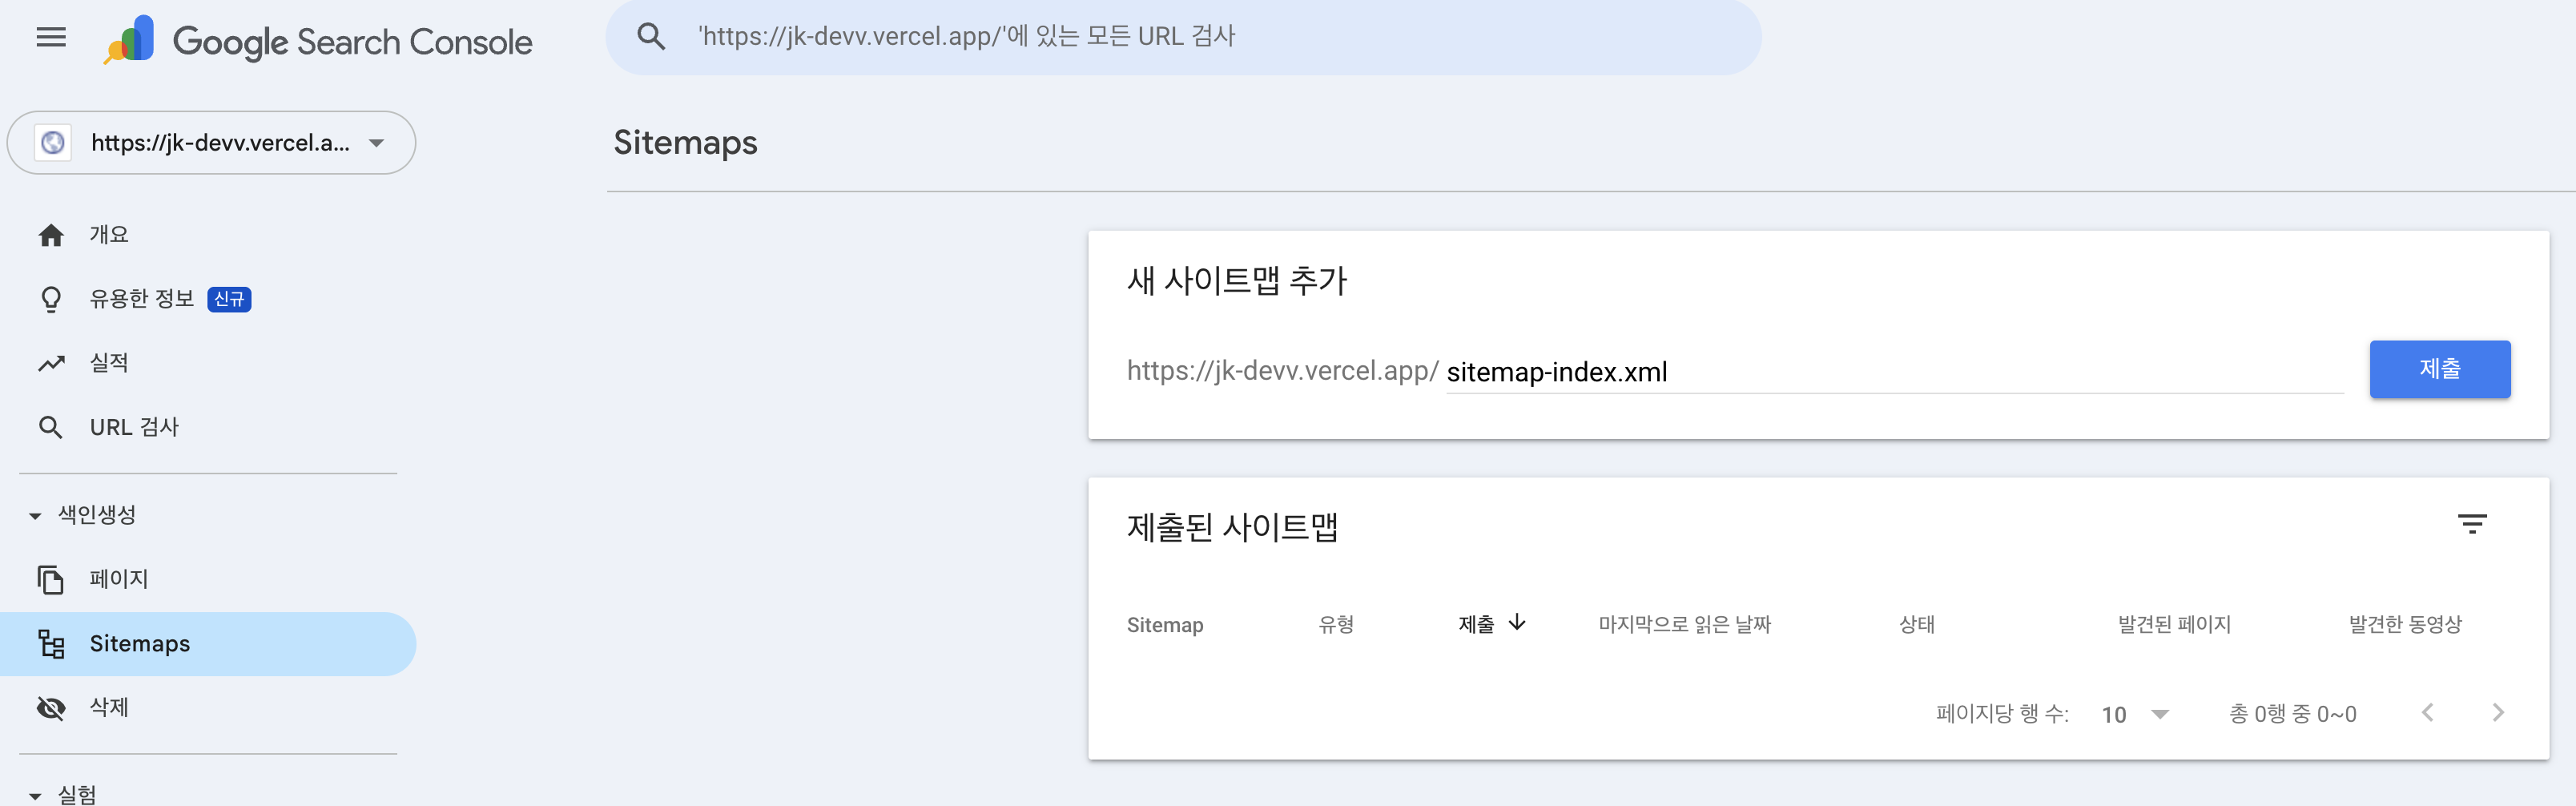 Google Search Console
'https://jk-devv.vercel.app/'에 있는 모든 URL 검사
https://jk-devv.vercel.a...
Sitemaps
개요
유용한 정보 신규
실적
URL 검사
색인생성
페이지
Sitemaps
삭제
실험
새 사이트맵 추가
https://jk-devv.vercel.app/ sitemap-index.xml
제출
제출된 사이트맵
Sitemap 유형 제출 마지막으로 읽은 날짜 상태 발견된 페이지 발견한 동영상
페이지당 행 수: 10 총 0행 중 0~0